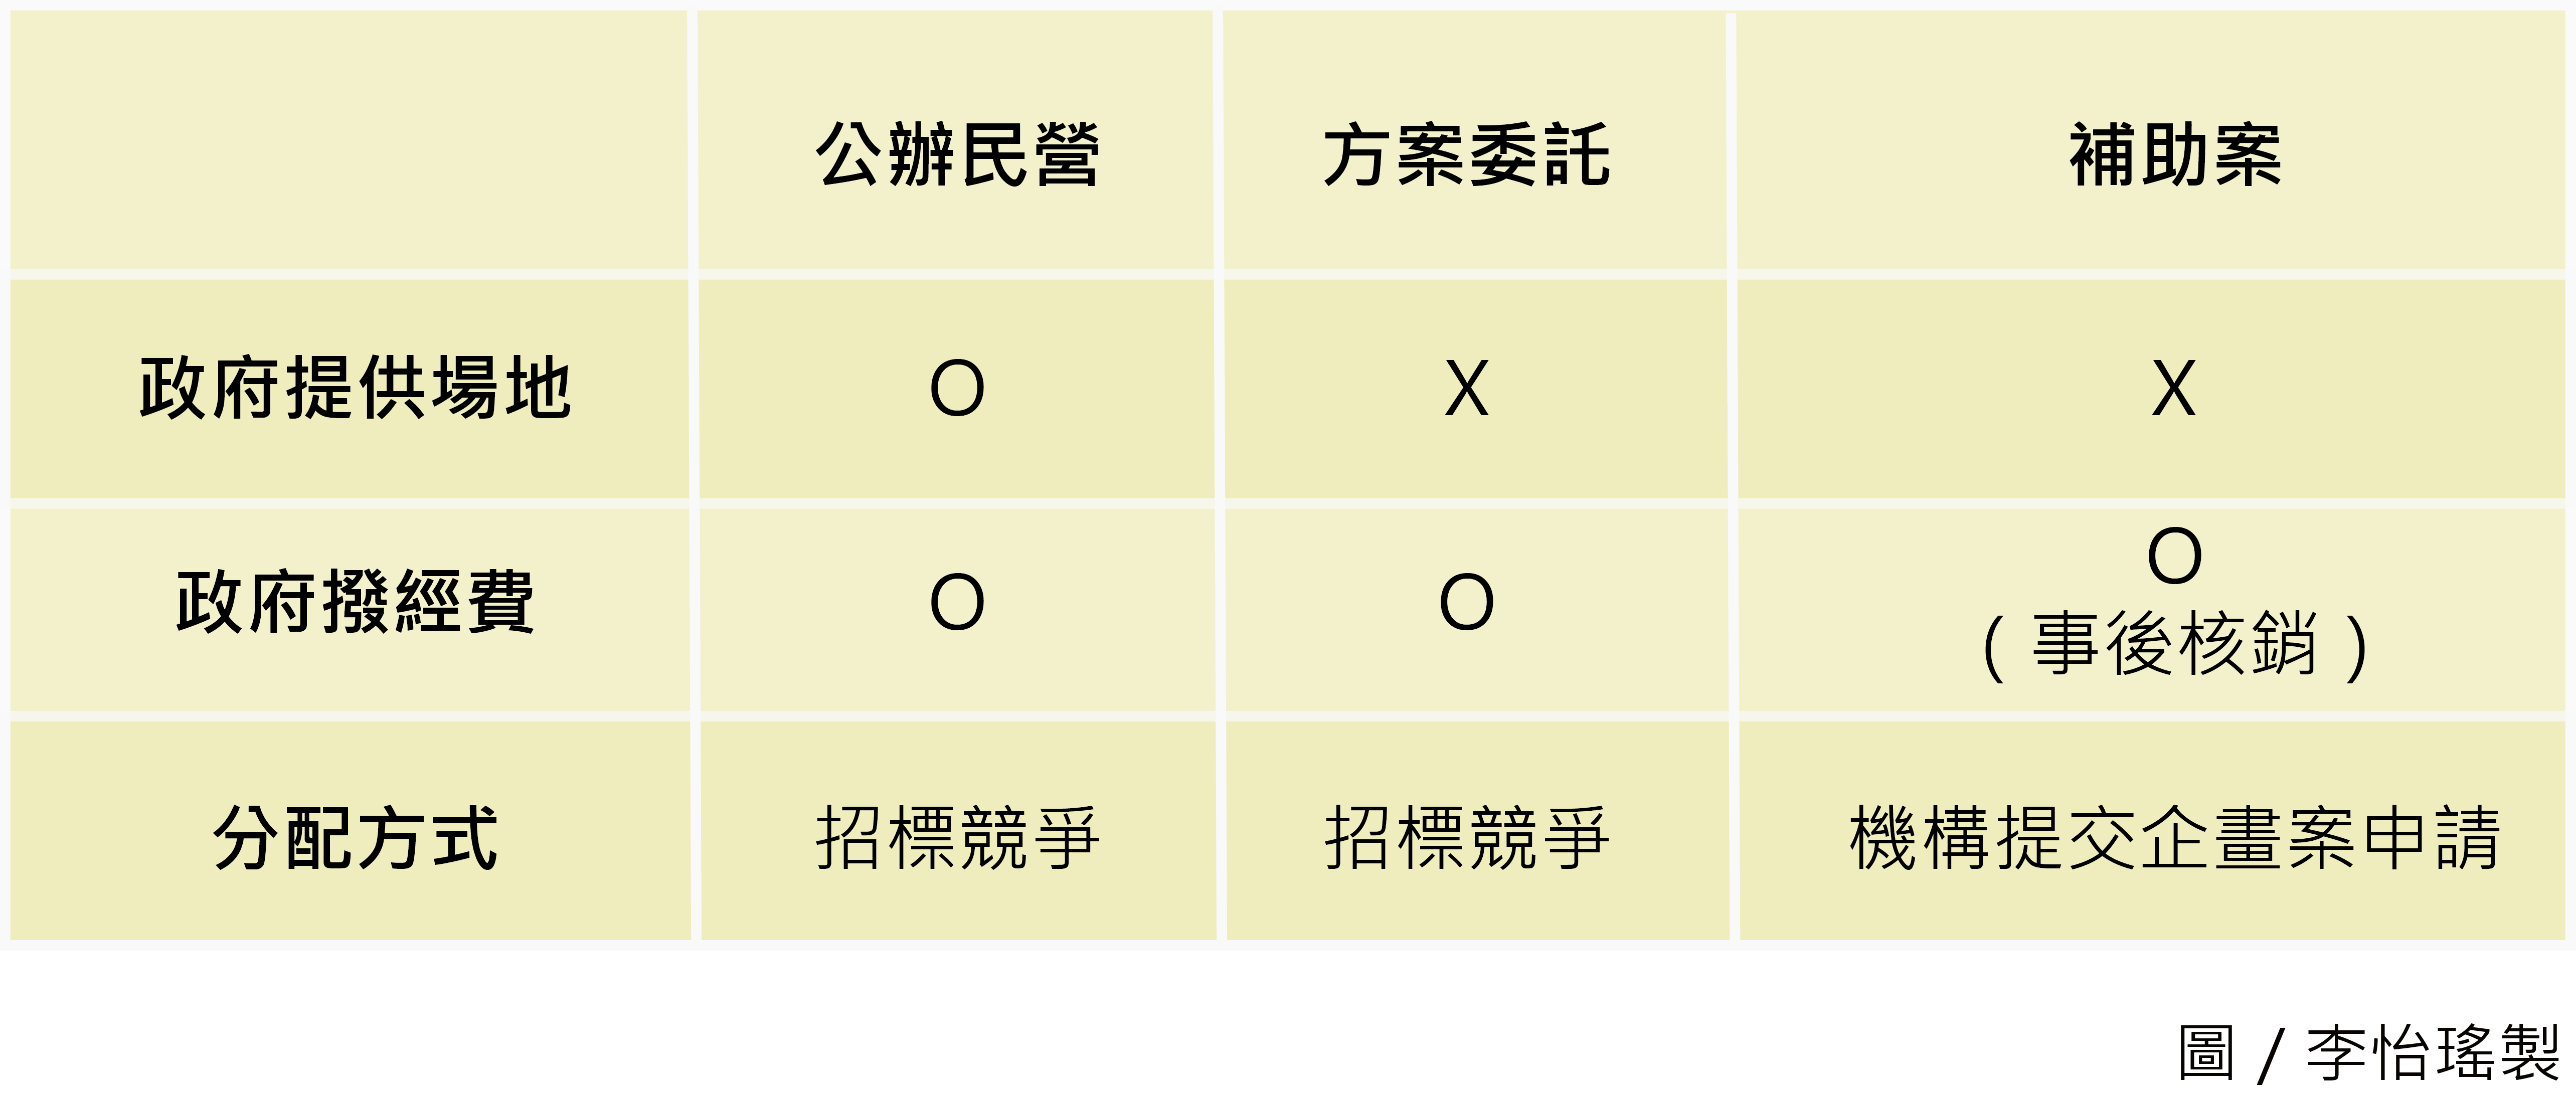 公辦民營 方案委託 補助案
政府提供場地 O X X
政府撥經費 O O O
( 事後核銷 )
分配方式 招標競爭 招標競爭 機構提交企畫案申請
圖 / 李怡瑤製